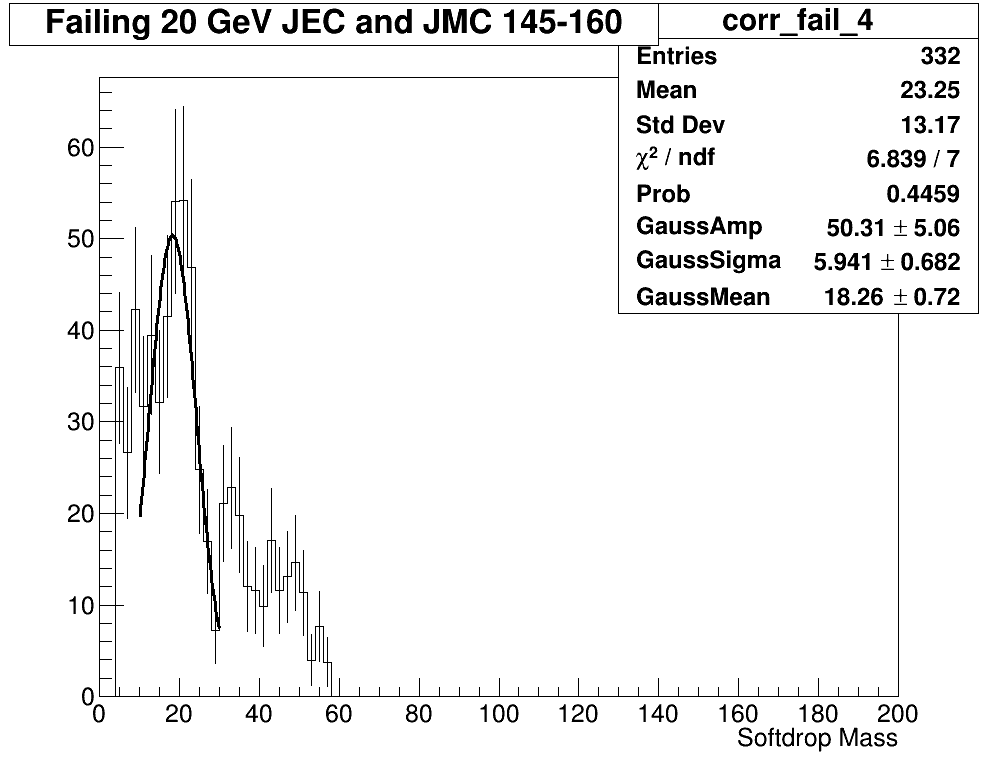 Failing 20 GeV JEC and JMC 145-160
corr_fail_4
Entries 332
Mean 23.25
Std Dev 13.17
χ² / ndf 6.839 / 7
Prob 0.4459
GaussAmp 50.31 ± 5.06
GaussSigma 5.941 ± 0.682
GaussMean 18.26 ± 0.72
60
50
40
30
20
10
0
0 20 40 60 80 100 120 140 160 180 200
Softdrop Mass